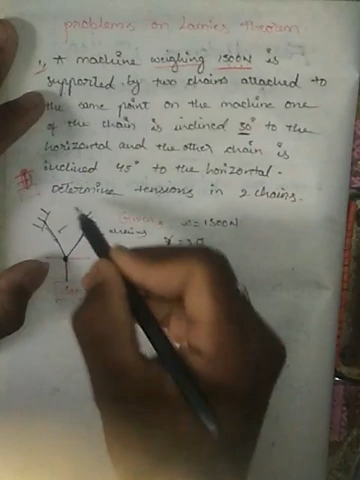 problems on Lamies Theorem
1, A machine weighing 1500N is
supported by two chains attached to
the same point on the machine one
of the chain is inclined 30° to the
horizontal and the other chain is
inclined 45° to the horizontal.
Determine tensions in 2 chains.
Given w = 1500N
chains